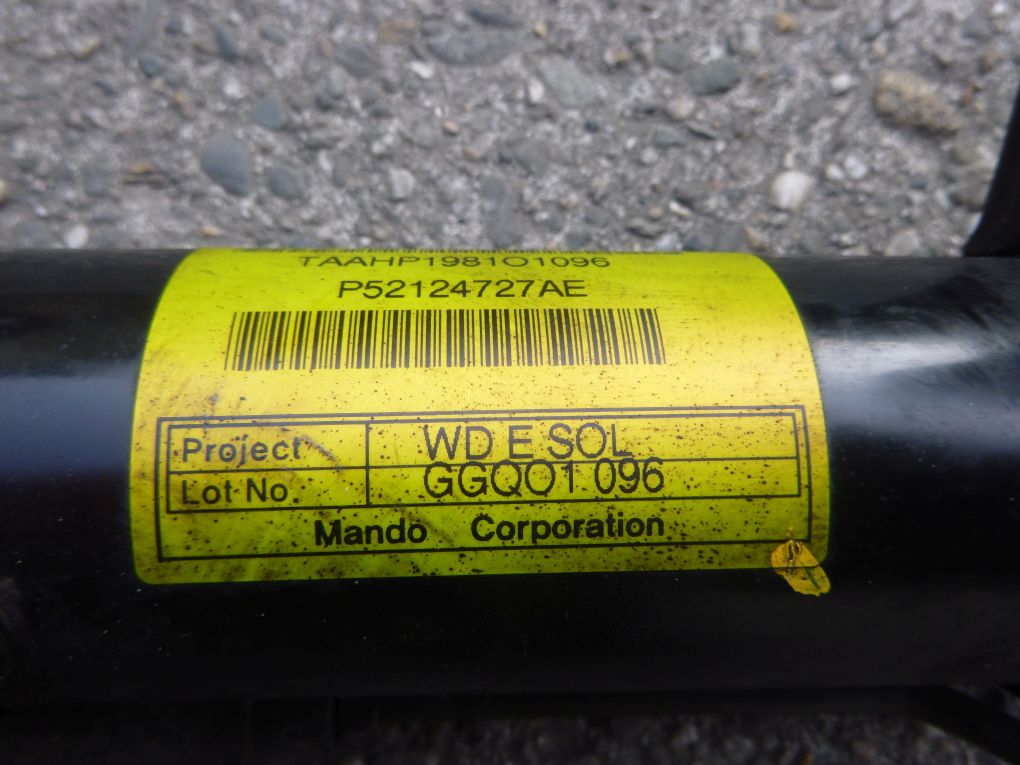 TAAHP1981O1096
P52124727AE
Project WD E SOL
Lot No. GGQO1 096
Mando Corporation